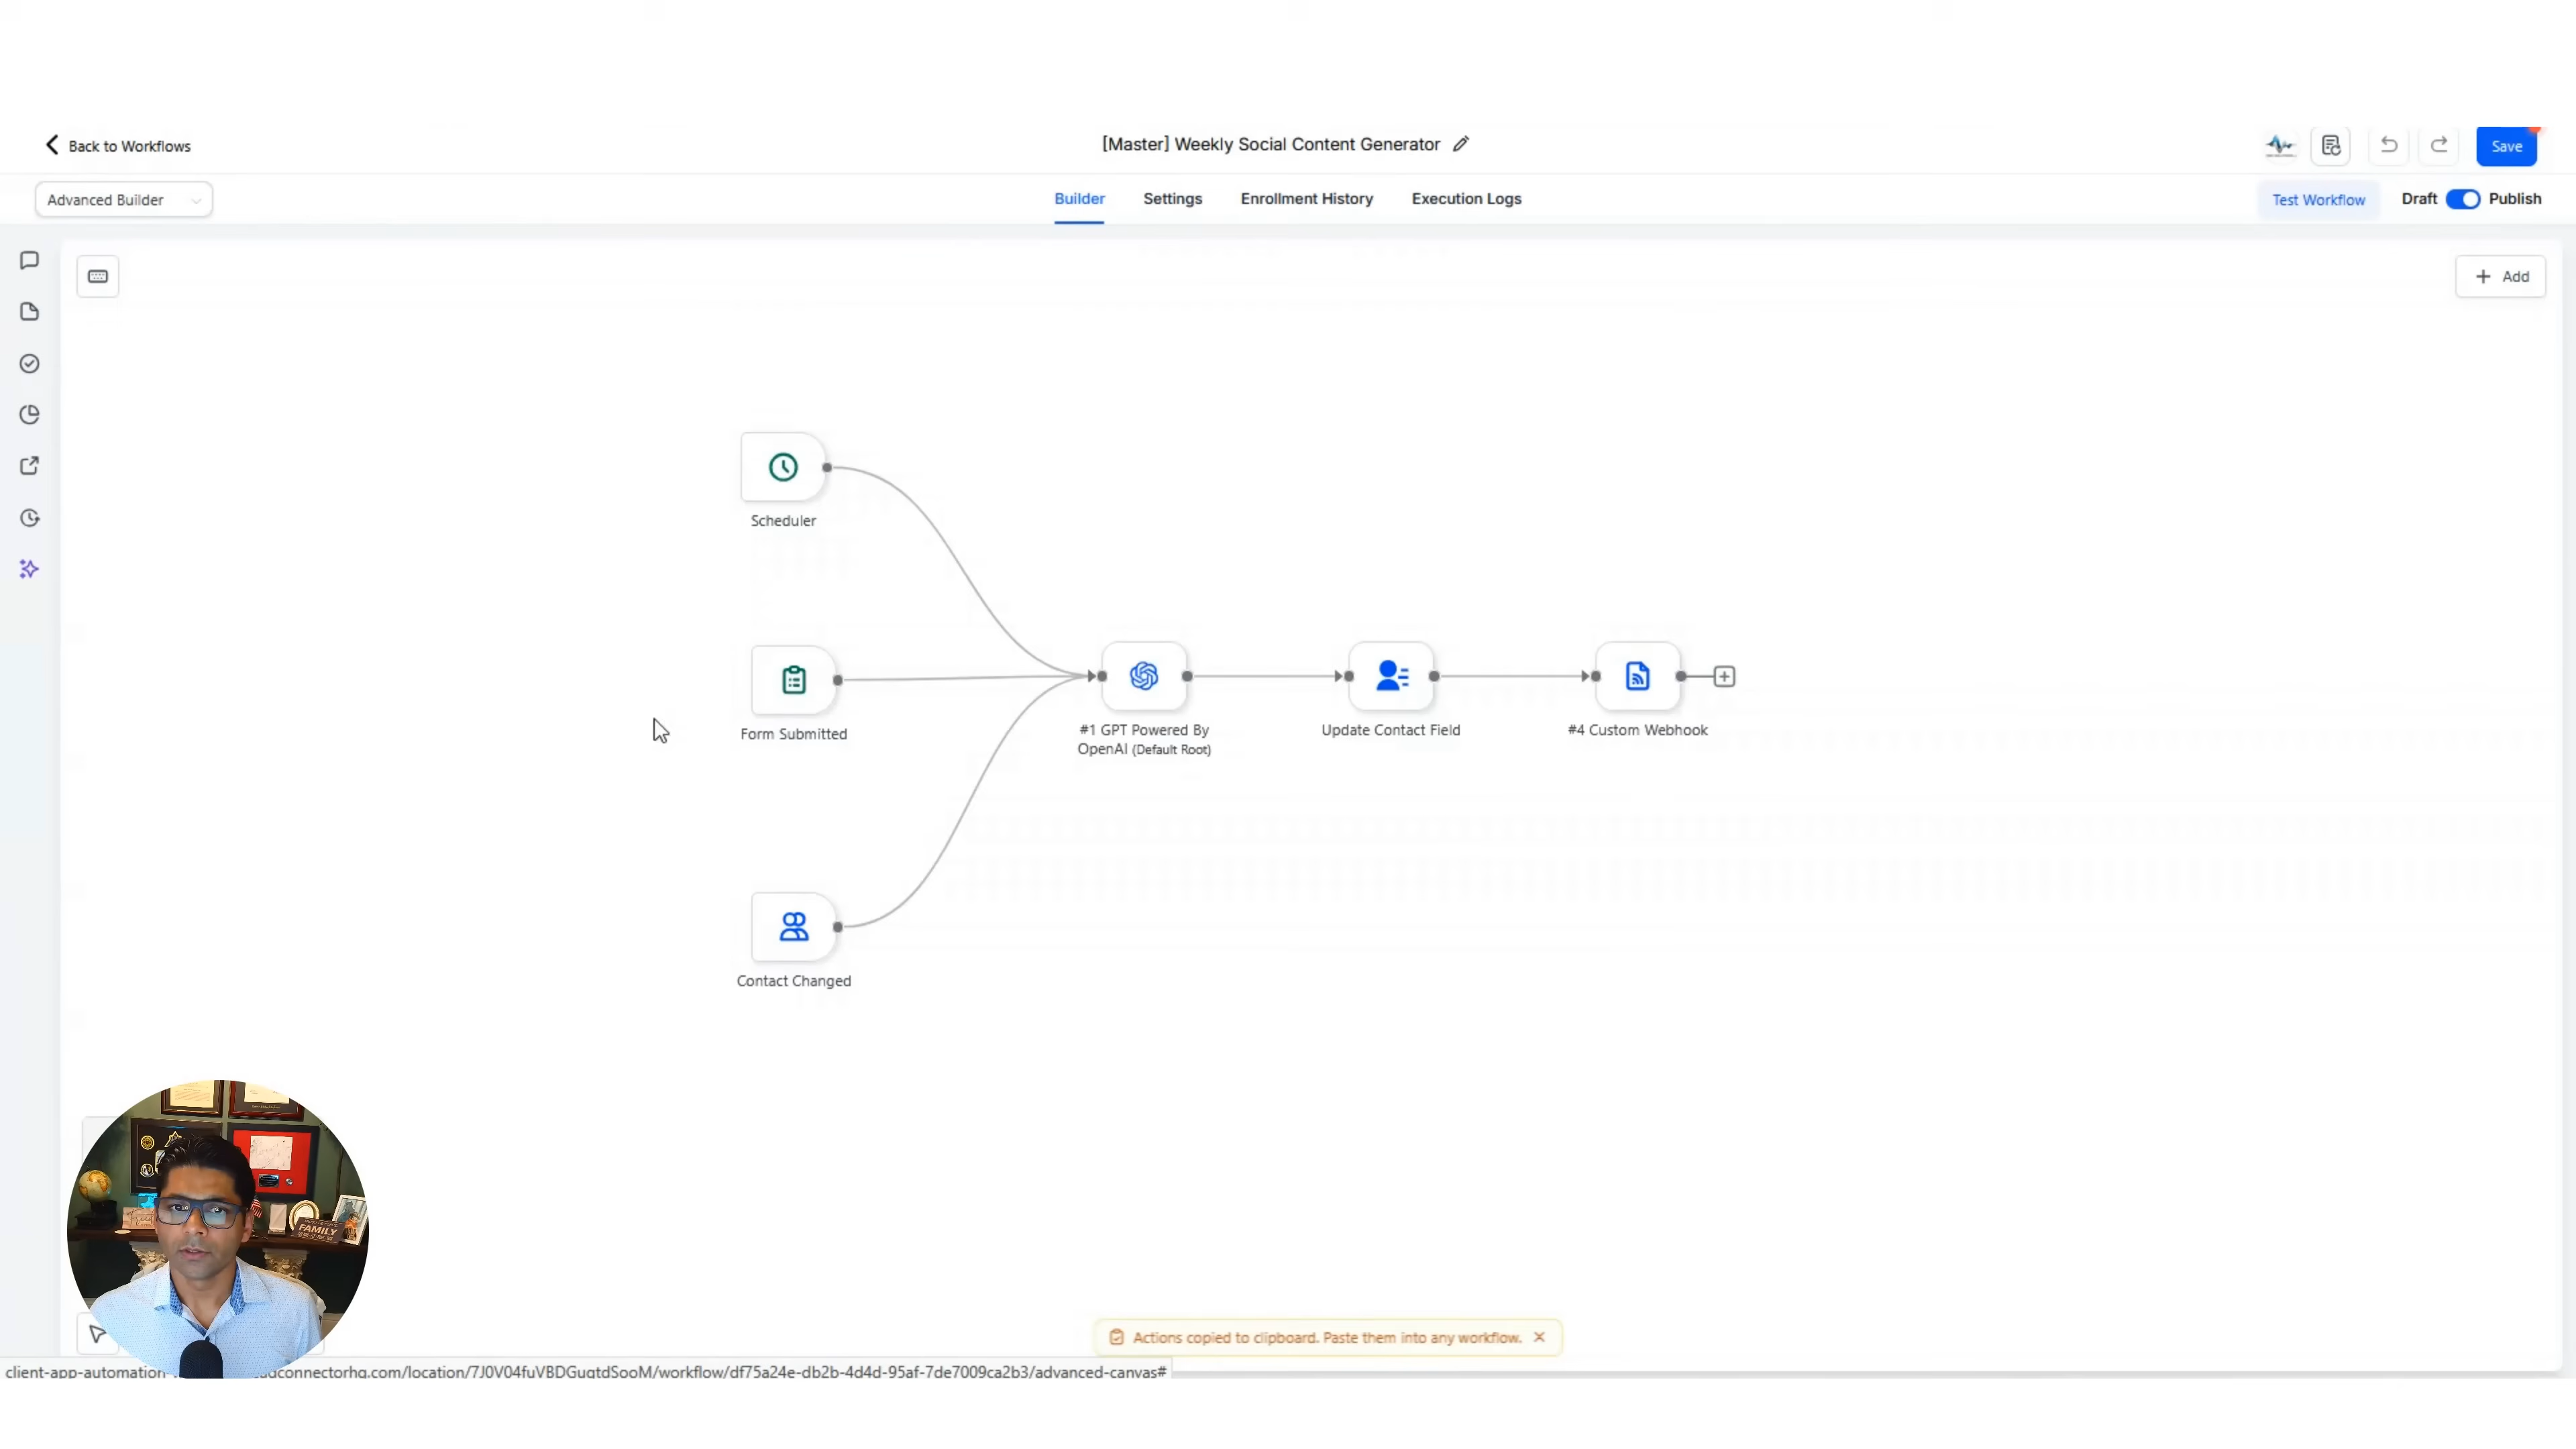 Back to Workflows
[Master] Weekly Social Content Generator
Save
Advanced Builder
Builder
Settings
Enrollment History
Execution Logs
Test Workflow
Draft
Publish
Add
Scheduler
Form Submitted
#1 GPT Powered By
OpenAI (Default Root)
Update Contact Field
#4 Custom Webhook
Contact Changed
FAMILY
Actions copied to clipboard. Paste them into any workflow.
client-app-automation
dconnectorhq.com/location/7J0V04fuVBDGuqtdSooM/workflow/df75a24e-db2b-4d4d-95af-7de7009ca2b3/advanced-canvas#